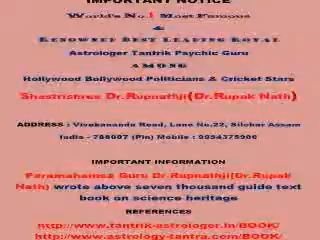 IMPORTANT NOTICE
World's No.1 Most Famous
&
Renowned Best Leading Royal
Astrologer Tantrik Psychic Guru
AMONG
Hollywood Bollywood Politicians & Cricket Stars
Shastrishree Dr.Rupnathji(Dr.Rupak Nath)
ADDRESS : Vivekananda Road, Lane No.22, Silchar Assam
India - 788007 (Pin) Mobile :
IMPORTANT INFORMATION
Paramahamsa Guru Dr.Rupnathji(Dr.Rupak
Nath) wrote above seven thousand guide text
book on science heritage
REFERENCES
http://www.tantrik-astrologer.in/BOOK/
http://www.astrology-tantra.com/BOOK/